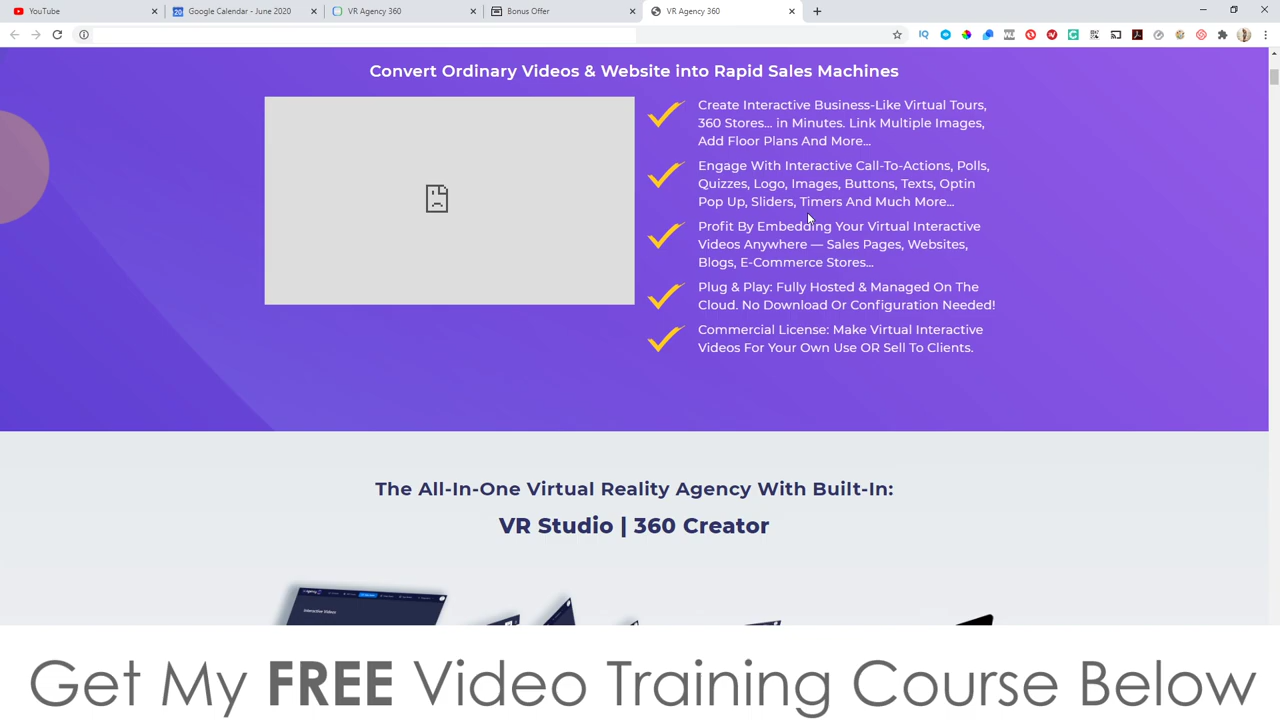 YouTube
Google Calendar - June 2020
VR Agency 360
Bonus Offer
VR Agency 360
Convert Ordinary Videos & Website into Rapid Sales Machines
Create Interactive Business-Like Virtual Tours,
360 Stores... in Minutes. Link Multiple Images,
Add Floor Plans And More...
Engage With Interactive Call-To-Actions, Polls,
Quizzes, Logo, Images, Buttons, Texts, Optin
Pop Up, Sliders, Timers And Much More...
Profit By Embedding Your Virtual Interactive
Videos Anywhere — Sales Pages, Websites,
Blogs, E-Commerce Stores...
Plug & Play: Fully Hosted & Managed On The
Cloud. No Download Or Configuration Needed!
Commercial License: Make Virtual Interactive
Videos For Your Own Use OR Sell To Clients.
The All-In-One Virtual Reality Agency With Built-In:
VR Studio | 360 Creator
Interactive Videos
Get My FREE Video Training Course Below